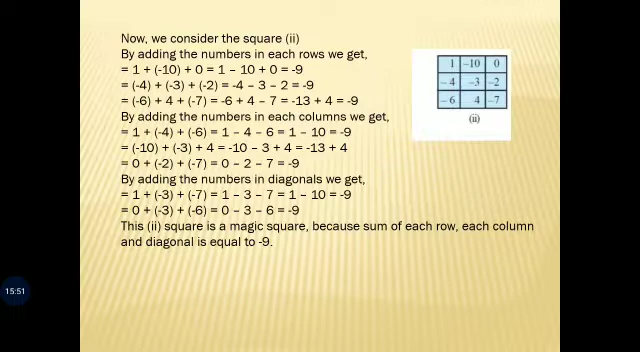 Now, we consider the square (ii)
By adding the numbers in each rows we get,
= 1 + (-10) + 0 = 1 – 10 + 0 = -9
= (-4) + (-3) + (-2) = -4 – 3 – 2 = -9
= (-6) + 4 + (-7) = -6 + 4 – 7 = -13 + 4 = -9
By adding the numbers in each columns we get,
= 1 + (-4) + (-6) = 1 – 4 – 6 = 1 – 10 = -9
= (-10) + (-3) + 4 = -10 – 3 + 4 = -13 + 4
= 0 + (-2) + (-7) = 0 – 2 – 7 = -9
By adding the numbers in diagonals we get,
= 1 + (-3) + (-7) = 1 – 3 – 7 = 1 – 10 = -9
= 0 + (-3) + (-6) = 0 – 3 – 6 = -9
This (ii) square is a magic square, because sum of each row, each column
and diagonal is equal to -9.
1 –10 0
–4 –3 –2
–6 4 –7
(ii)
15:51